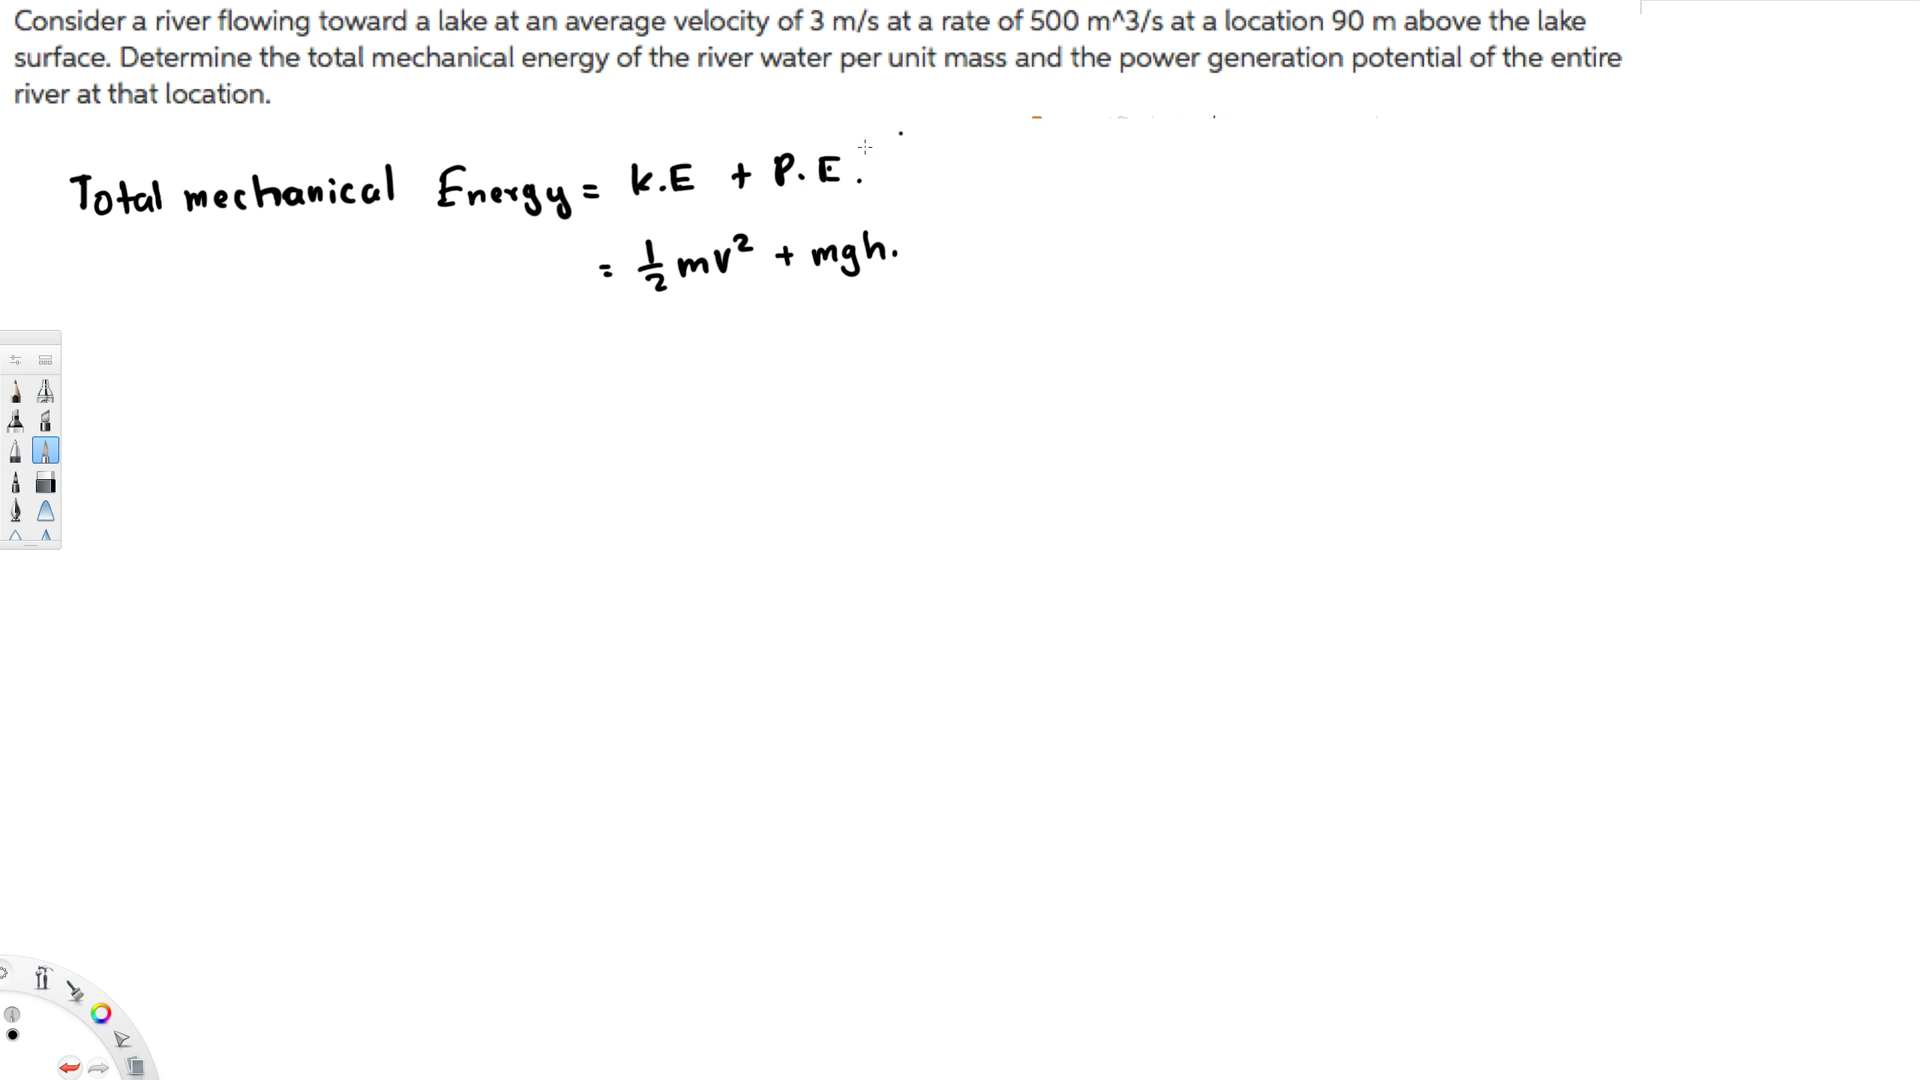 Consider a river flowing toward a lake at an average velocity of 3 m/s at a rate of 500 m^3/s at a location 90 m above the lake
surface. Determine the total mechanical energy of the river water per unit mass and the power generation potential of the entire
river at that location.
Total mechanical Energy = K.E + P.E.
= 1/2 mv² + mgh.